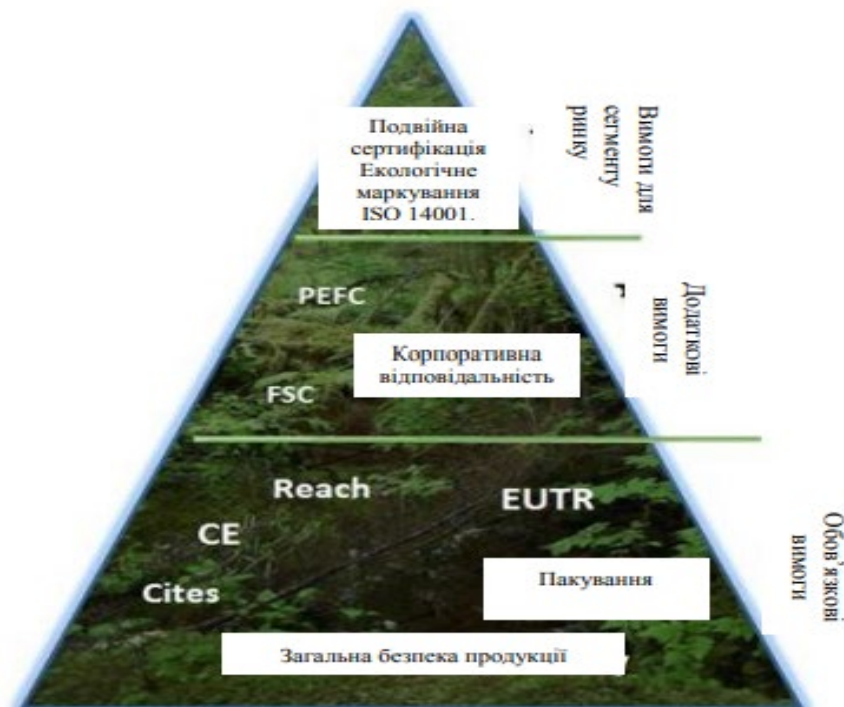 Подвійна
сертифікація
Екологічне
маркування
ISO 14001.
Вимоги для
сегменту
ринку
PEFC
Корпоративна
відповідальність
FSC
Додаткові
вимоги
Reach
EUTR
CE
Пакування
Cites
Загальна безпека продукції
Обов’язкові
вимоги